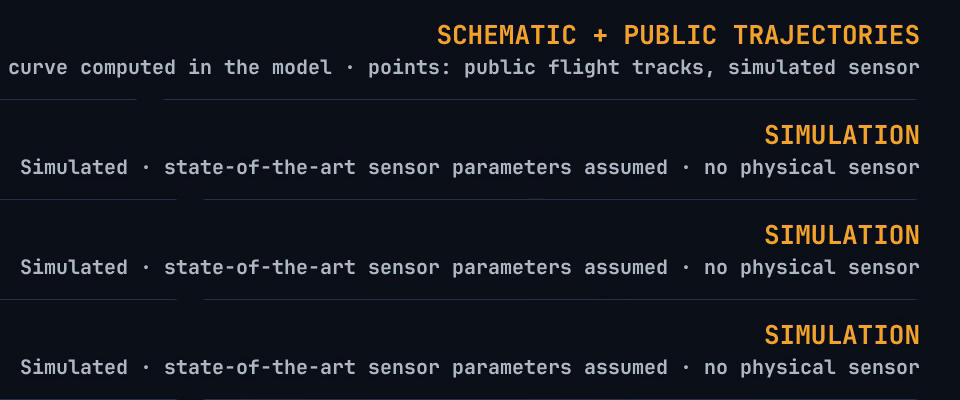 SCHEMATIC + PUBLIC TRAJECTORIES
curve computed in the model · points: public flight tracks, simulated sensor
SIMULATION
Simulated · state-of-the-art sensor parameters assumed · no physical sensor
SIMULATION
Simulated · state-of-the-art sensor parameters assumed · no physical sensor
SIMULATION
Simulated · state-of-the-art sensor parameters assumed · no physical sensor